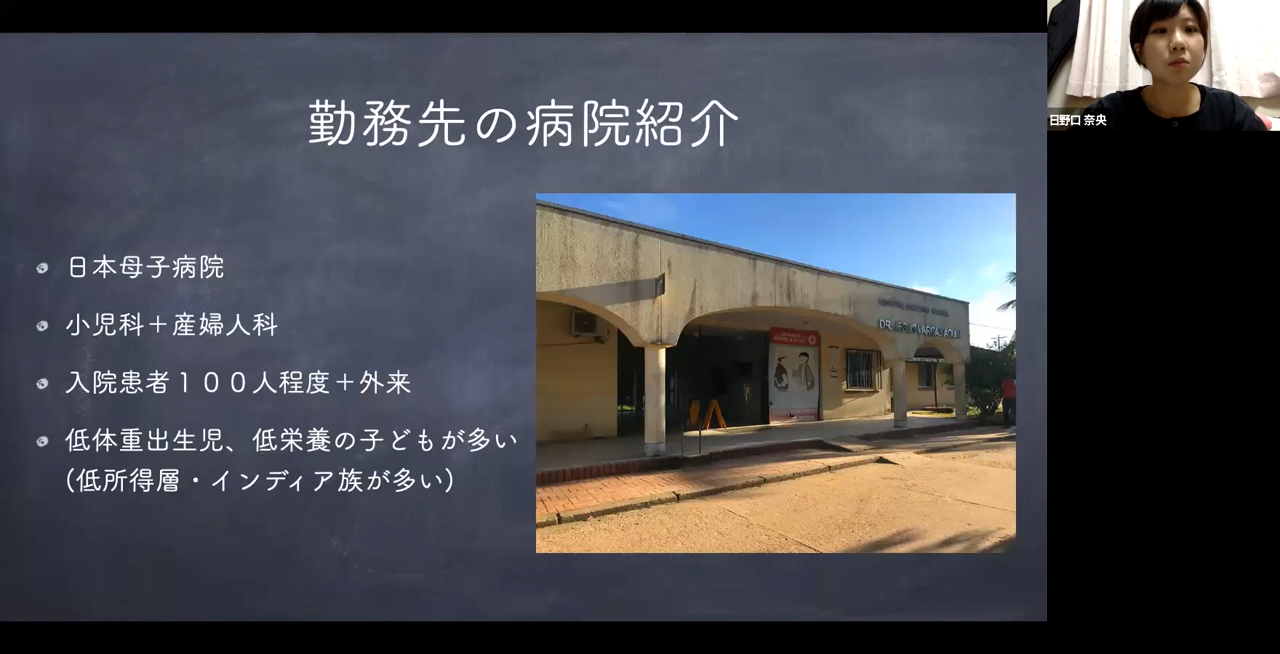 勤務先の病院紹介
日本母子病院
小児科＋産婦人科
入院患者１００人程度＋外来
低体重出生児、低栄養の子どもが多い
(低所得層・インディア族が多い)
日野口 奈央